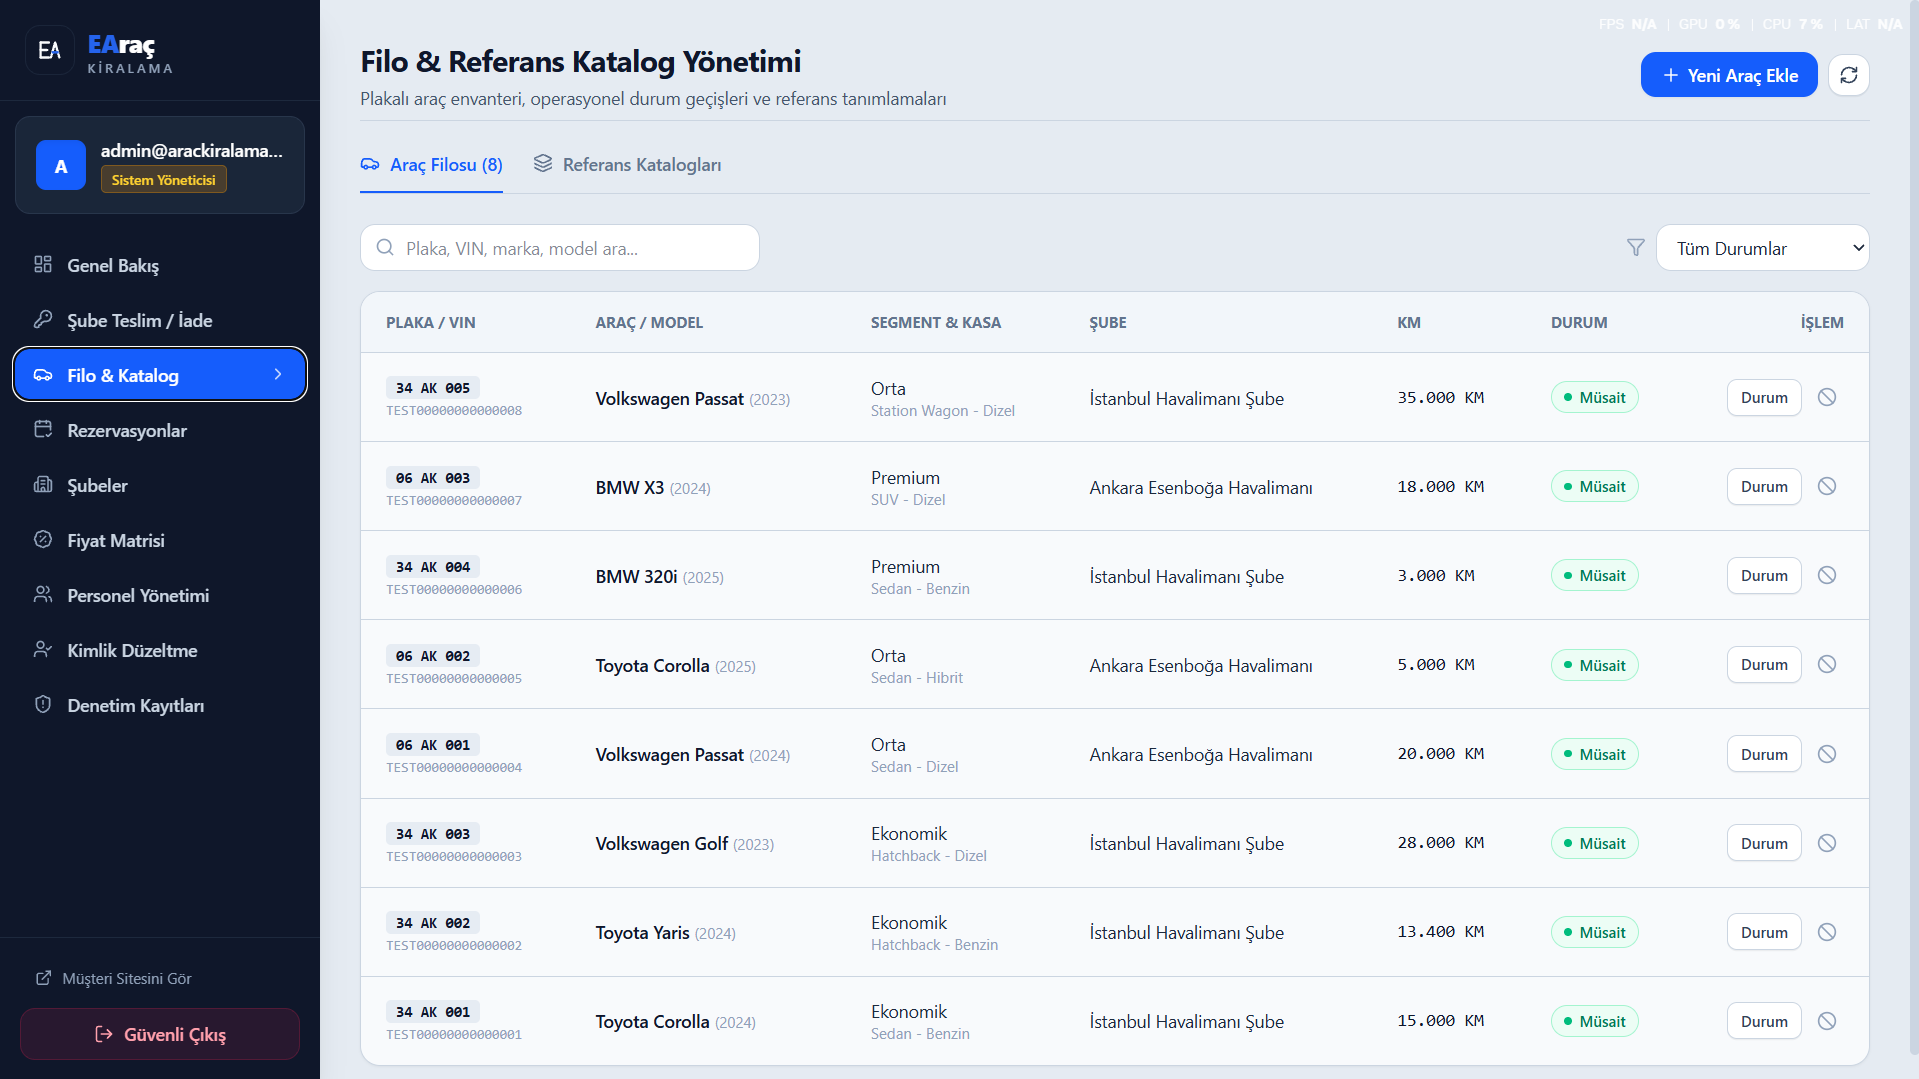 EA
EAraç
KİRALAMA
A
admin@arackiralama...
Sistem Yöneticisi
Genel Bakış
Şube Teslim / İade
Filo & Katalog
Rezervasyonlar
Şubeler
Fiyat Matrisi
Personel Yönetimi
Kimlik Düzeltme
Denetim Kayıtları
Müşteri Sitesini Gör
Güvenli Çıkış
FPS N/A | GPU 0 % | CPU 7 % | LAT N/A
Filo & Referans Katalog Yönetimi
Plakalı araç envanteri, operasyonel durum geçişleri ve referans tanımlamaları
Yeni Araç Ekle
Araç Filosu (8)
Referans Katalogları
Plaka, VIN, marka, model ara...
Tüm Durumlar
PLAKA / VIN ARAÇ / MODEL SEGMENT & KASA ŞUBE KM DURUM İŞLEM
34 AK 005 Volkswagen Passat (2023) Orta İstanbul Havalimanı Şube 35.000 KM Müsait Durum
TEST00000000000008 Station Wagon - Dizel
06 AK 003 BMW X3 (2024) Premium Ankara Esenboğa Havalimanı 18.000 KM Müsait Durum
TEST00000000000007 SUV - Dizel
34 AK 004 BMW 320i (2025) Premium İstanbul Havalimanı Şube 3.000 KM Müsait Durum
TEST00000000000006 Sedan - Benzin
06 AK 002 Toyota Corolla (2025) Orta Ankara Esenboğa Havalimanı 5.000 KM Müsait Durum
TEST00000000000005 Sedan - Hibrit
06 AK 001 Volkswagen Passat (2024) Orta Ankara Esenboğa Havalimanı 20.000 KM Müsait Durum
TEST00000000000004 Sedan - Dizel
34 AK 003 Volkswagen Golf (2023) Ekonomik İstanbul Havalimanı Şube 28.000 KM Müsait Durum
TEST00000000000003 Hatchback - Dizel
34 AK 002 Toyota Yaris (2024) Ekonomik İstanbul Havalimanı Şube 13.400 KM Müsait Durum
TEST00000000000002 Hatchback - Benzin
34 AK 001 Toyota Corolla (2024) Ekonomik İstanbul Havalimanı Şube 15.000 KM Müsait Durum
TEST00000000000001 Sedan - Benzin